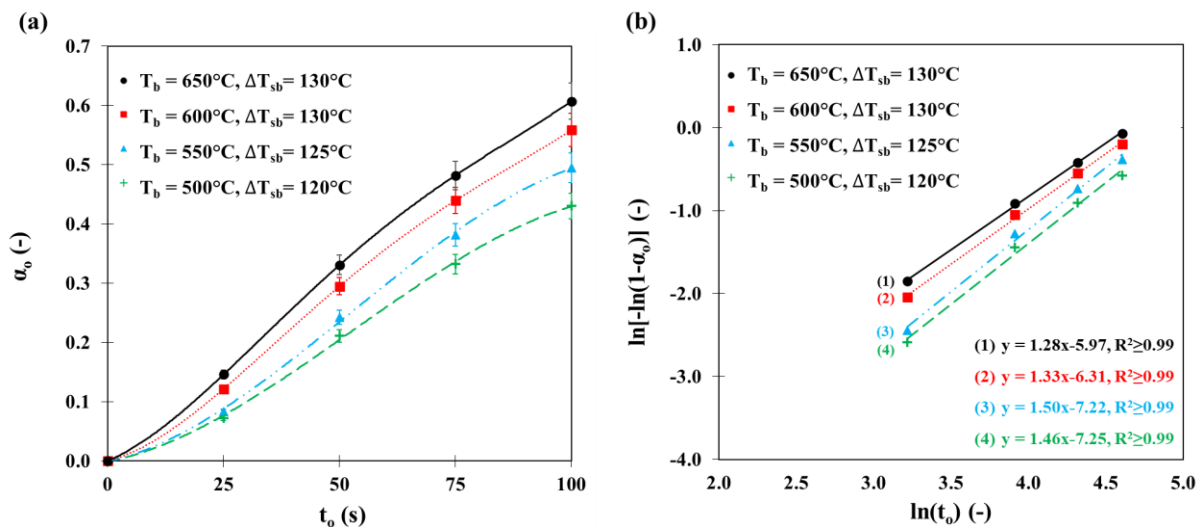 (a)
0.7
0.6
0.5
0.4
0.3
0.2
0.1
0.0
αₒ (-)
T_b = 650°C, ΔT_sb= 130°C
T_b = 600°C, ΔT_sb= 130°C
T_b = 550°C, ΔT_sb= 125°C
T_b = 500°C, ΔT_sb= 120°C
0 25 50 75 100
tₒ (s)
(b)
1.0
0.0
-1.0
-2.0
-3.0
-4.0
ln[-ln(1-αₒ)] (-)
T_b = 650°C, ΔT_sb= 130°C
T_b = 600°C, ΔT_sb= 130°C
T_b = 550°C, ΔT_sb= 125°C
T_b = 500°C, ΔT_sb= 120°C
(1)
(2)
(3)
(4)
(1) y = 1.28x-5.97, R²≥0.99
(2) y = 1.33x-6.31, R²≥0.99
(3) y = 1.50x-7.22, R²≥0.99
(4) y = 1.46x-7.25, R²≥0.99
2.0 2.5 3.0 3.5 4.0 4.5 5.0
ln(tₒ) (-)